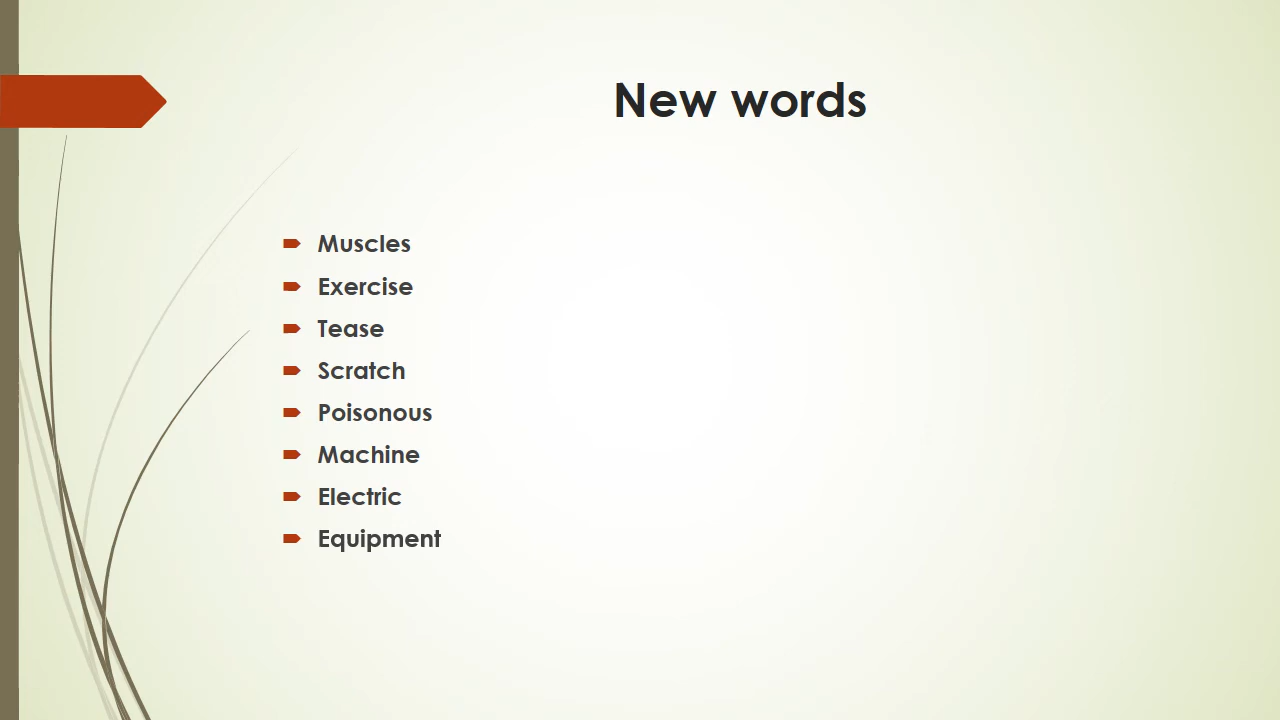 New words
Muscles
Exercise
Tease
Scratch
Poisonous
Machine
Electric
Equipment